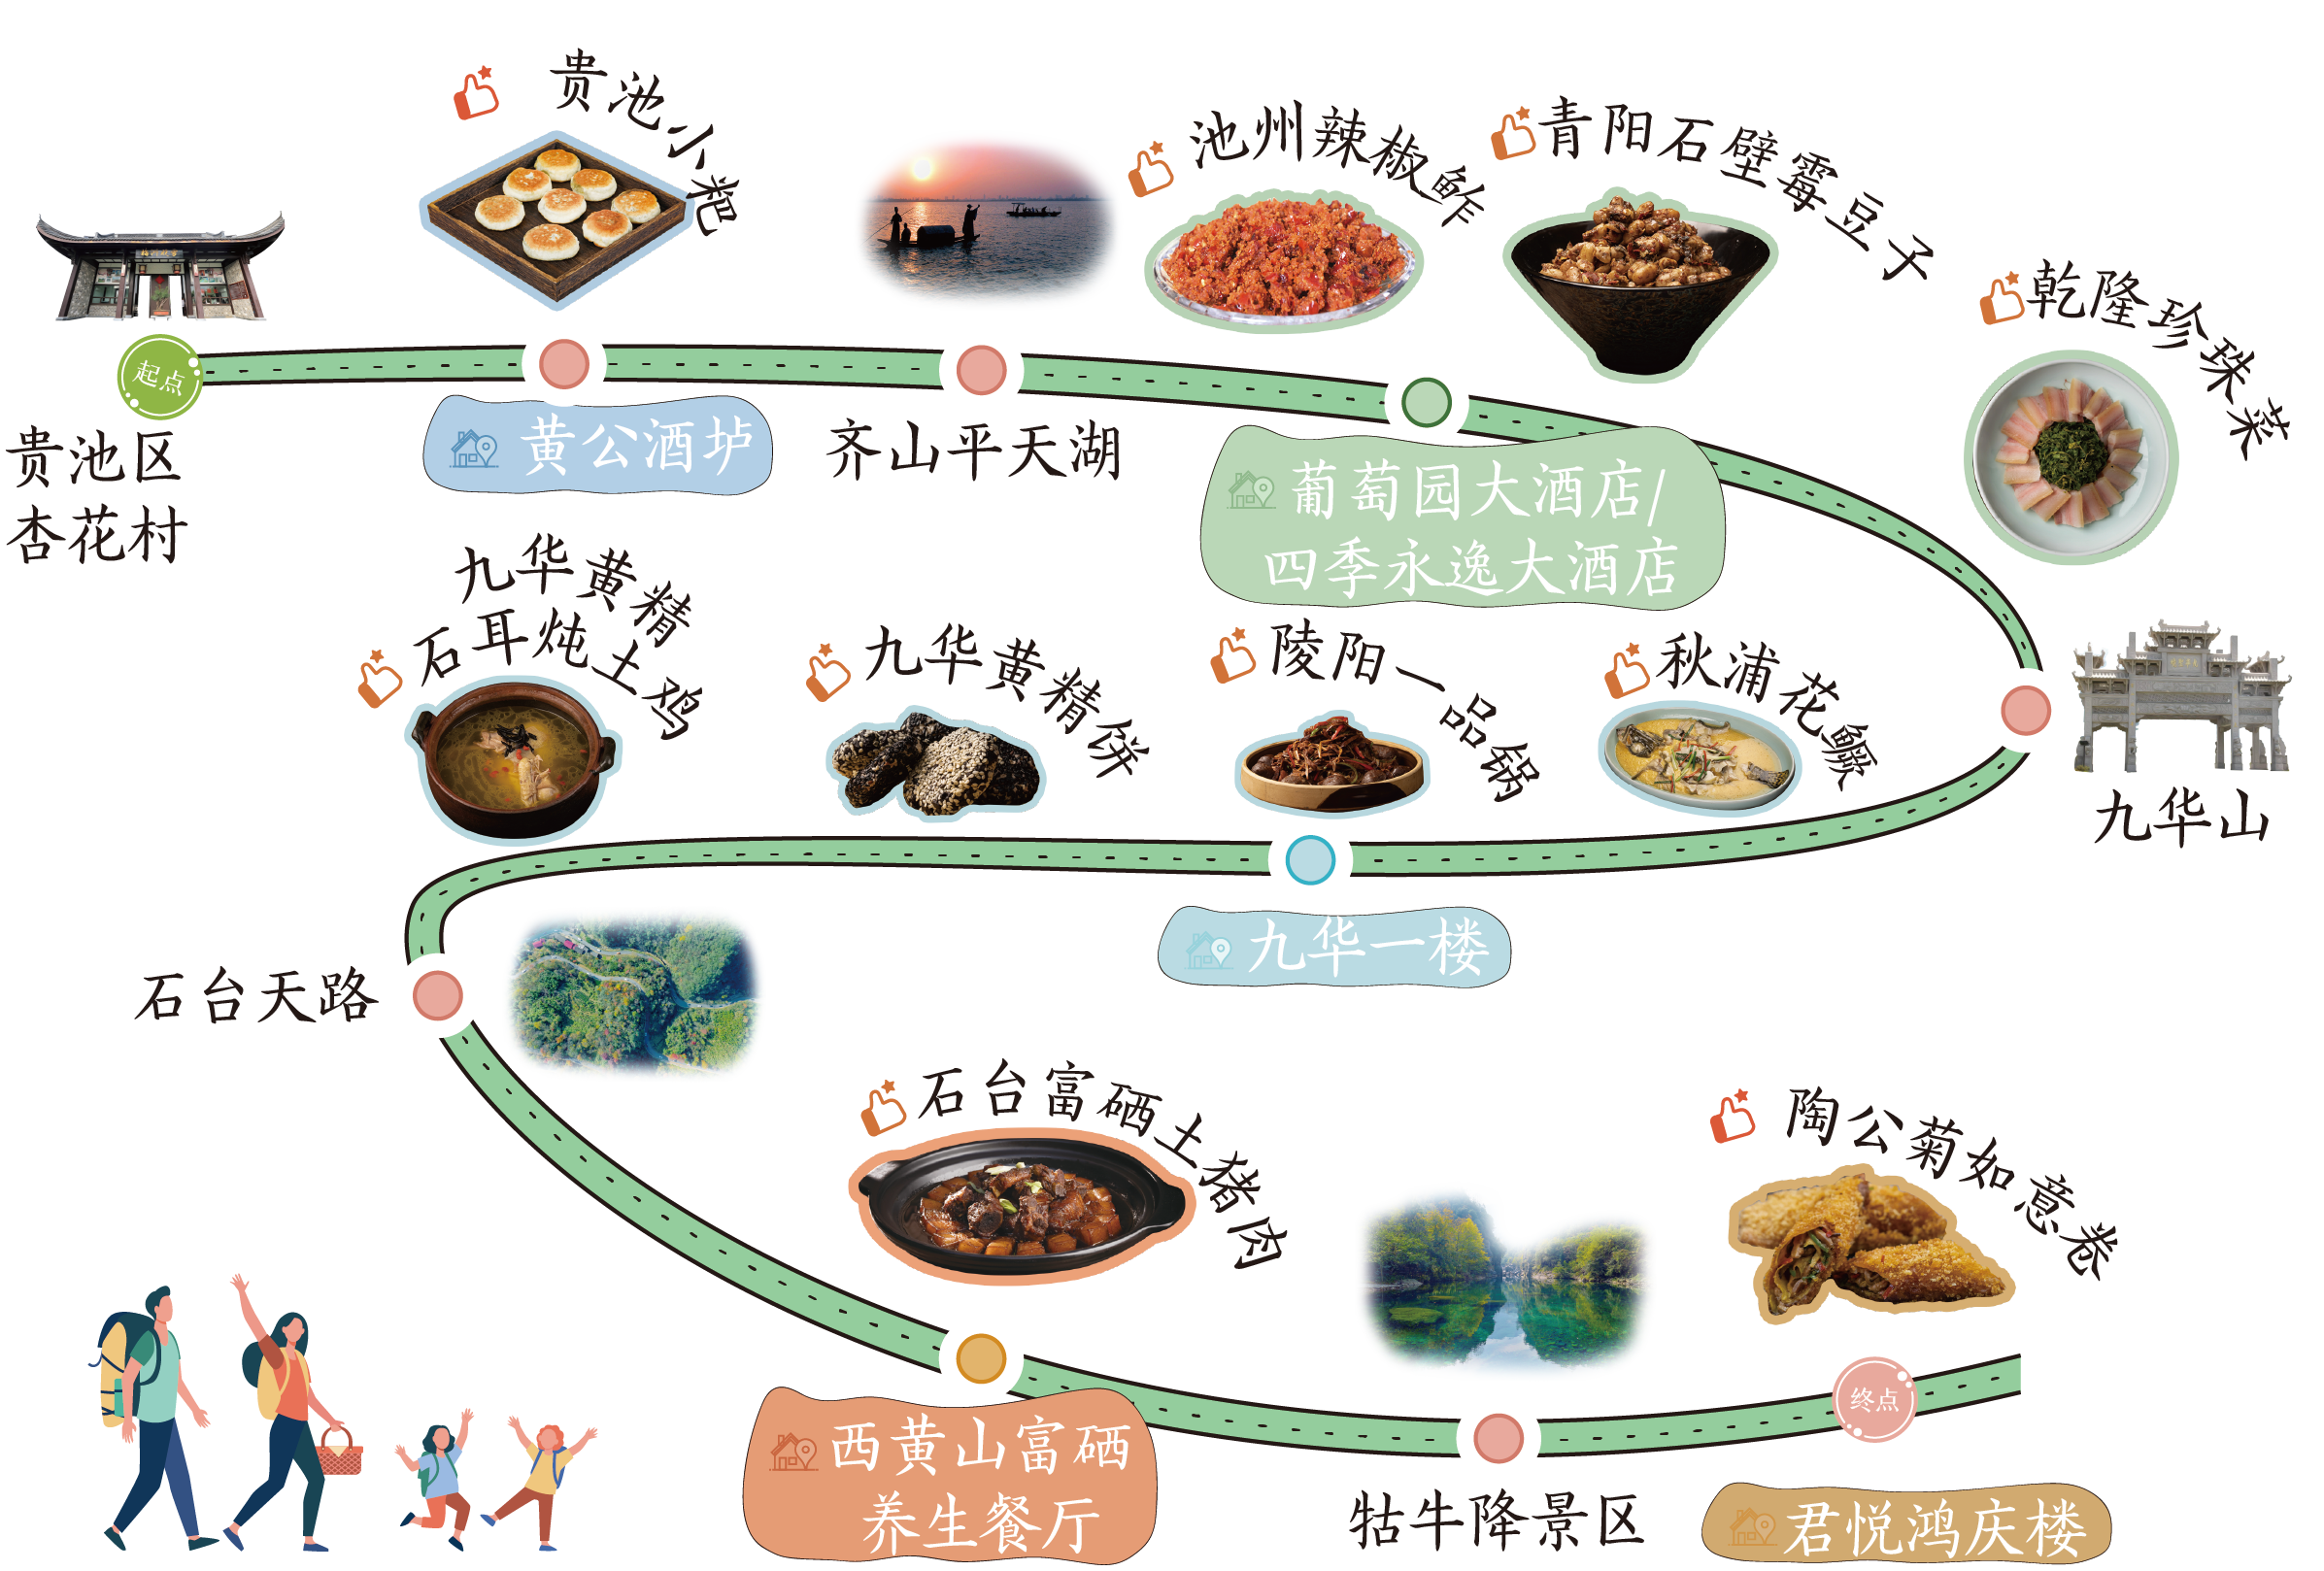 贵池小粑
池州辣椒鲊
青阳石壁霉豆子
乾隆珍珠菜
起点
贵池区
杏花村
黄公酒垆
齐山平天湖
葡萄园大酒店/
四季永逸大酒店
九华黄精
石耳炖土鸡
九华黄精饼
陵阳一品锅
秋浦花鳜
九华山
九华一楼
石台天路
石台富硒土猪肉
陶公菊如意卷
终点
西黄山富硒
养生餐厅
牯牛降景区
君悦鸿庆楼